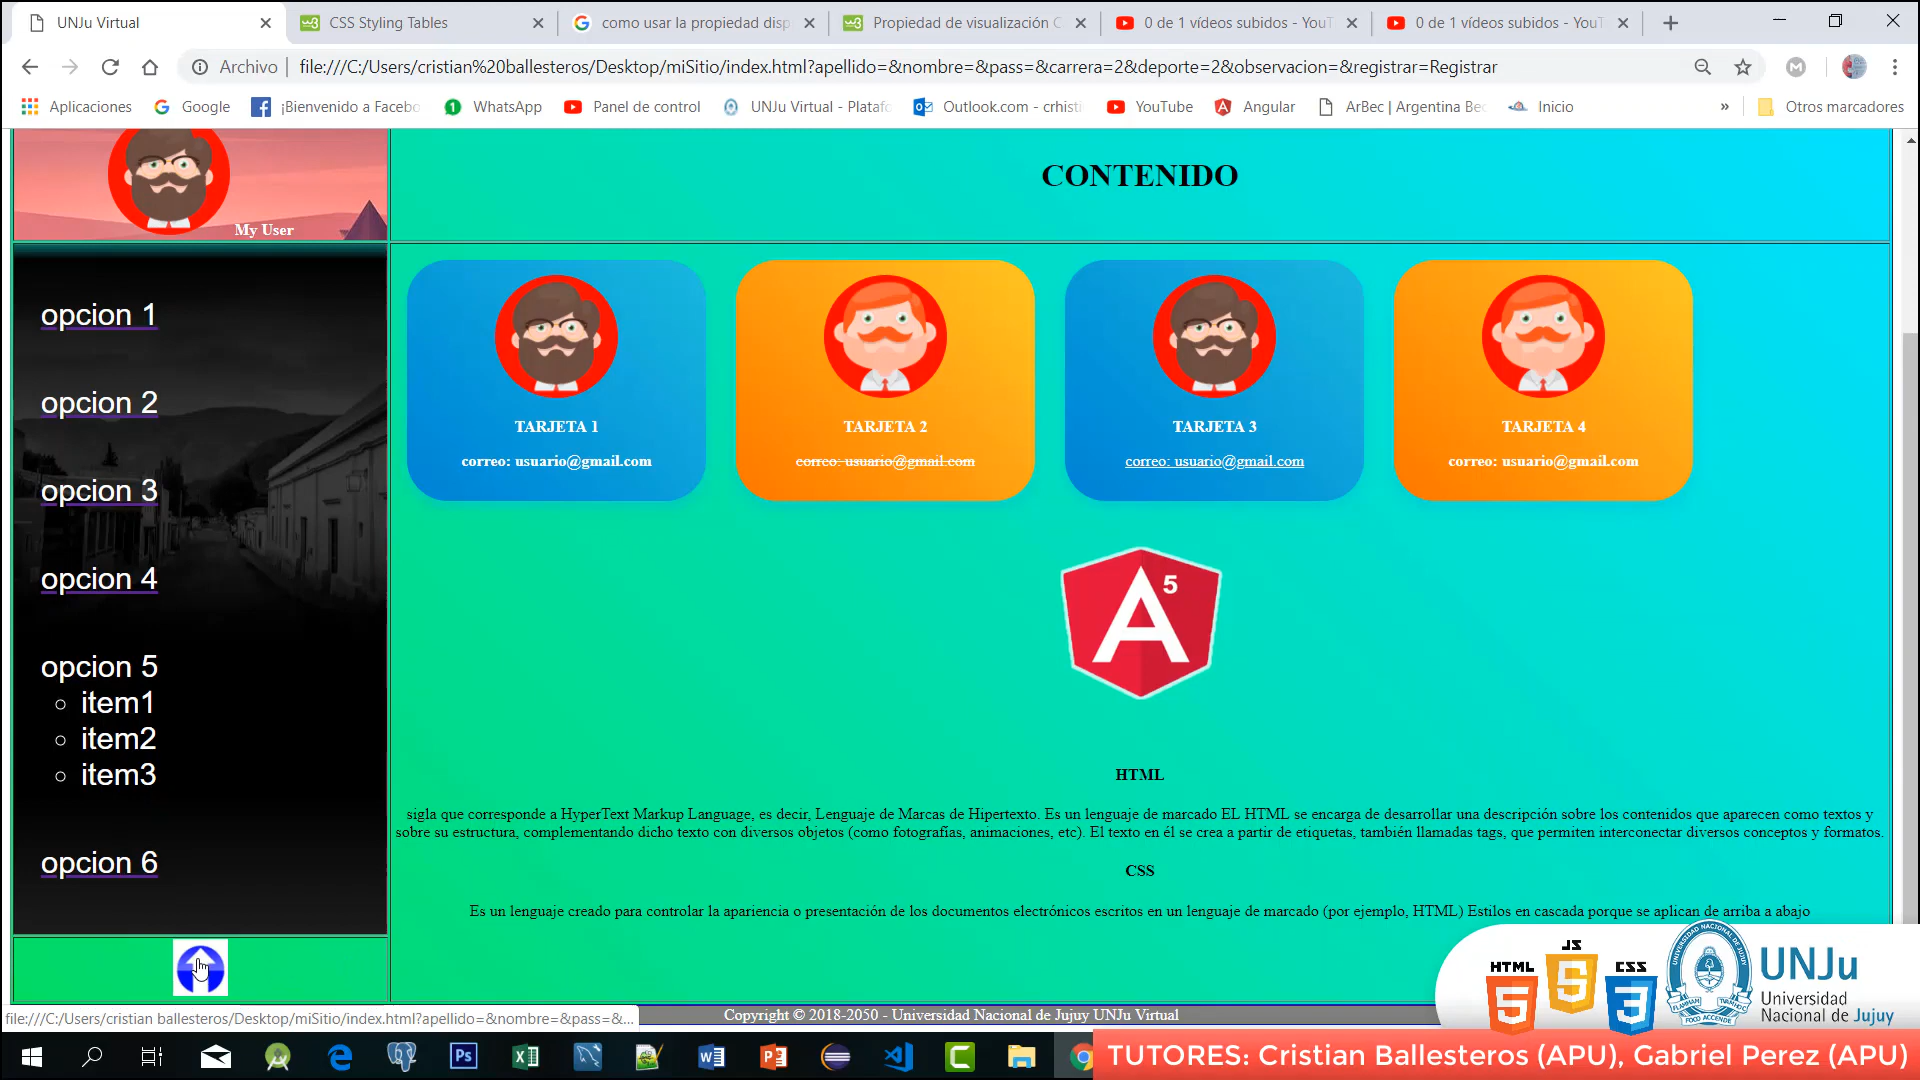 UNJu Virtual
CSS Styling Tables
como usar la propiedad disp
Propiedad de visualización C
0 de 1 vídeos subidos - YouT
0 de 1 vídeos subidos - YouT
Archivo
file:///C:/Users/cristian%20ballesteros/Desktop/miSitio/index.html?apellido=&nombre=&pass=&carrera=2&deporte=2&observacion=&registrar=Registrar
Aplicaciones
Google
¡Bienvenido a Facebo
WhatsApp
Panel de control
UNJu Virtual - Plataf
Outlook.com - crhisti
YouTube
Angular
ArBec | Argentina Bec
Inicio
»
Otros marcadores
My User
CONTENIDO
opcion 1
opcion 2
opcion 3
opcion 4
opcion 5
item1
item2
item3
opcion 6
TARJETA 1
correo: usuario@gmail.com
TARJETA 2
correo: usuario@gmail.com
TARJETA 3
correo: usuario@gmail.com
TARJETA 4
correo: usuario@gmail.com
A 5
HTML
sigla que corresponde a HyperText Markup Language, es decir, Lenguaje de Marcas de Hipertexto. Es un lenguaje de marcado EL HTML se encarga de desarrollar una descripción sobre los contenidos que aparecen como textos y
sobre su estructura, complementando dicho texto con diversos objetos (como fotografías, animaciones, etc). El texto en él se crea a partir de etiquetas, también llamadas tags, que permiten interconectar diversos conceptos y formatos.
CSS
Es un lenguaje creado para controlar la apariencia o presentación de los documentos electrónicos escritos en un lenguaje de marcado (por ejemplo, HTML) Estilos en cascada porque se aplican de arriba a abajo
file:///C:/Users/cristian ballesteros/Desktop/miSitio/index.html?apellido=&nombre=&pass=&...
Copyright © 2018-2050 - Universidad Nacional de Jujuy UNJu Virtual
HTML
5
JS
5
CSS
3
UNJu
Universidad
Nacional de Jujuy
TUTORES: Cristian Ballesteros (APU), Gabriel Perez (APU)